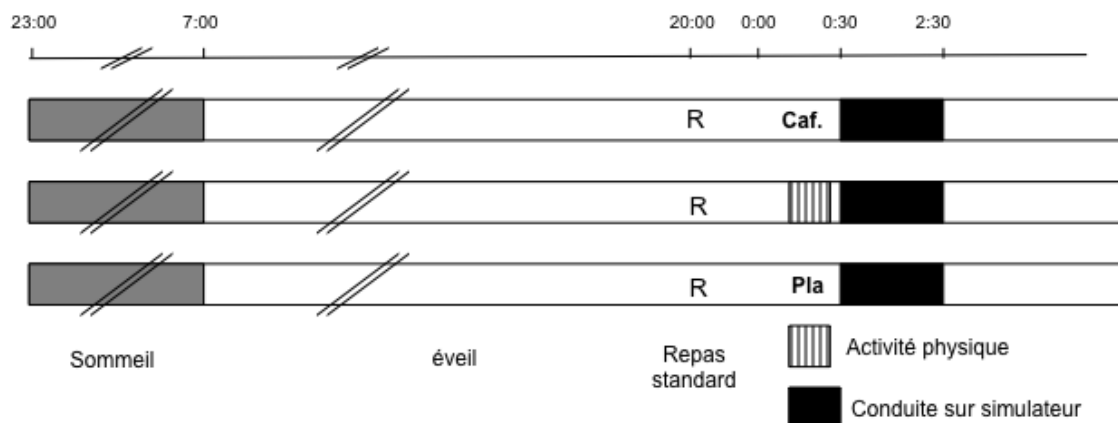 23:00 7:00 20:00 0:00 0:30 2:30
R Caf.
R
R Pla
Sommeil éveil Repas standard
Activité physique
Conduite sur simulateur